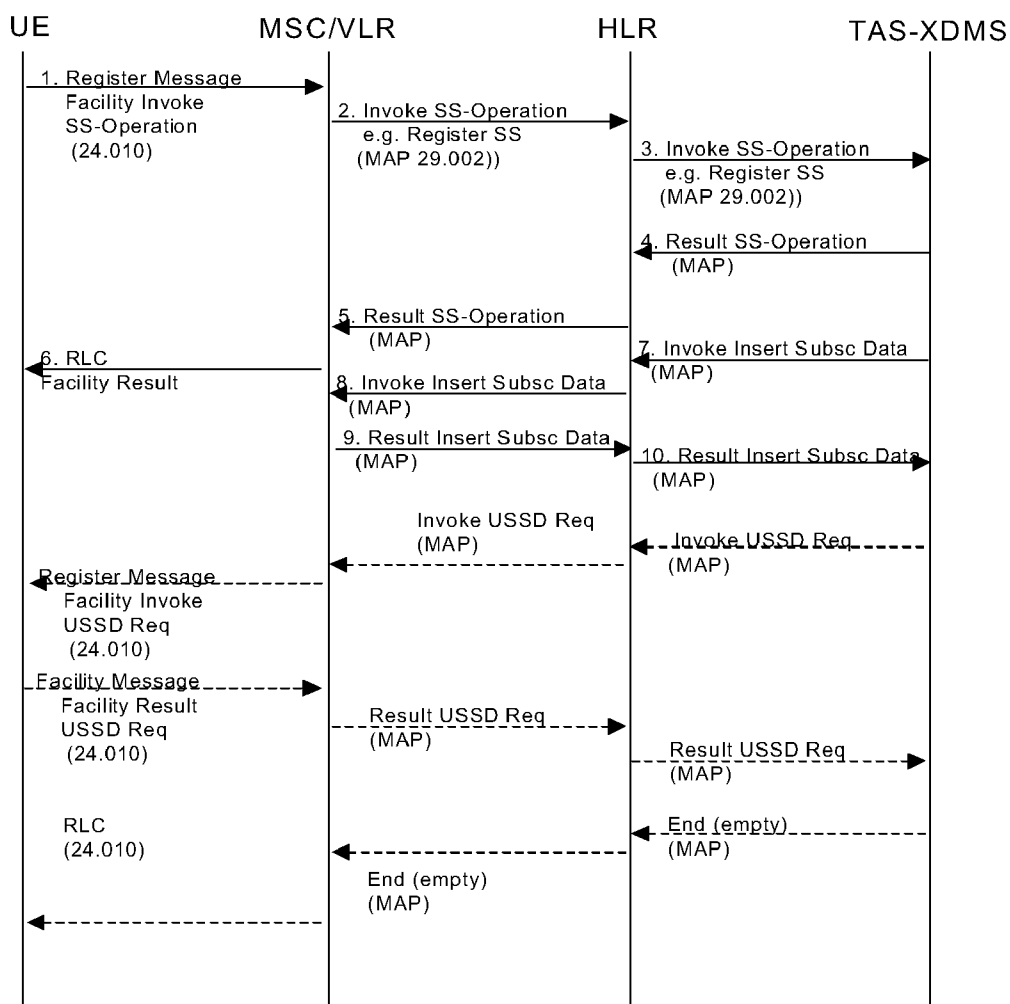 UE
MSC/VLR
HLR
TAS-XDMS
1. Register Message
Facility Invoke
SS-Operation
(24.010)
2. Invoke SS-Operation
e.g. Register SS
(MAP 29.002))
3. Invoke SS-Operation
e.g. Register SS
(MAP 29.002))
4. Result SS-Operation
(MAP)
5. Result SS-Operation
(MAP)
6. RLC
Facility Result
7. Invoke Insert Subsc Data
(MAP)
8. Invoke Insert Subsc Data
(MAP)
9. Result Insert Subsc Data
(MAP)
10. Result Insert Subsc Data
(MAP)
Invoke USSD Req
(MAP)
Invoke USSD Req
(MAP)
Register Message
Facility Invoke
USSD Req
(24.010)
Facility Message
Facility Result
USSD Req
(24.010)
Result USSD Req
(MAP)
Result USSD Req
(MAP)
RLC
(24.010)
End (empty)
(MAP)
End (empty)
(MAP)